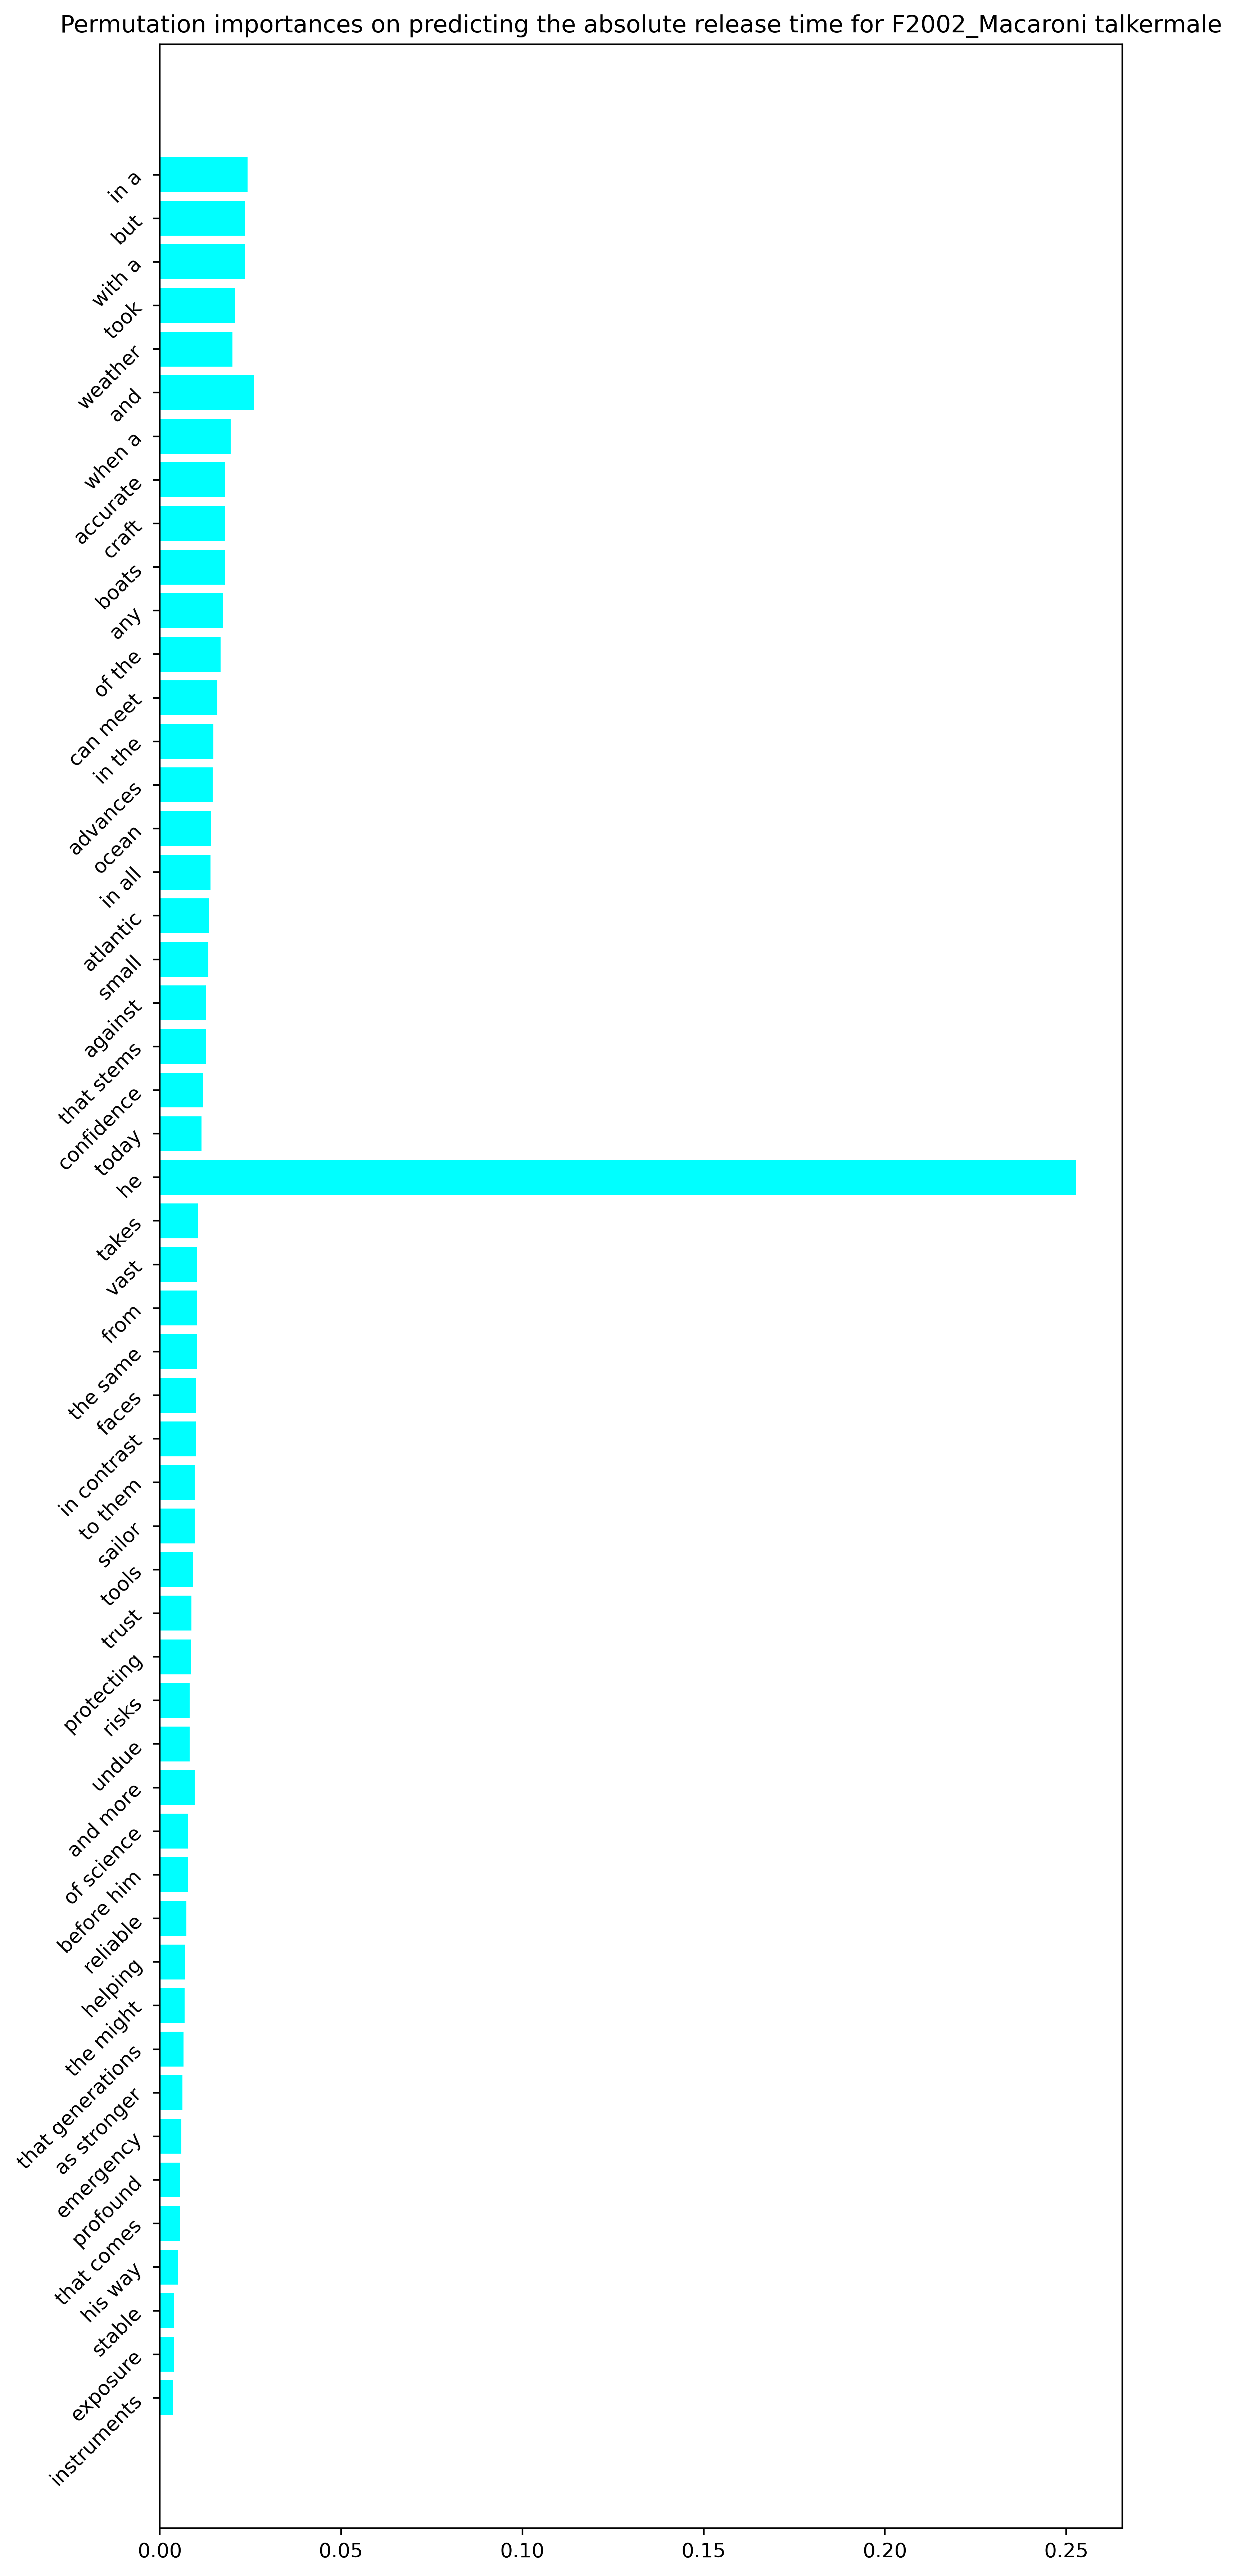 Permutation importances on predicting the absolute release time for F2002_Macaroni talkermale
in a
but
with a
took
weather
and
when a
accurate
craft
boats
any
of the
can meet
in the
advances
ocean
in all
atlantic
small
against
that stems
confidence
today
he
takes
vast
from
the same
faces
in contrast
to them
sailor
tools
trust
protecting
risks
undue
and more
of science
before him
reliable
helping
the might
that generations
as stronger
emergency
profound
that comes
his way
stable
exposure
instruments
0.00 0.05 0.10 0.15 0.20 0.25